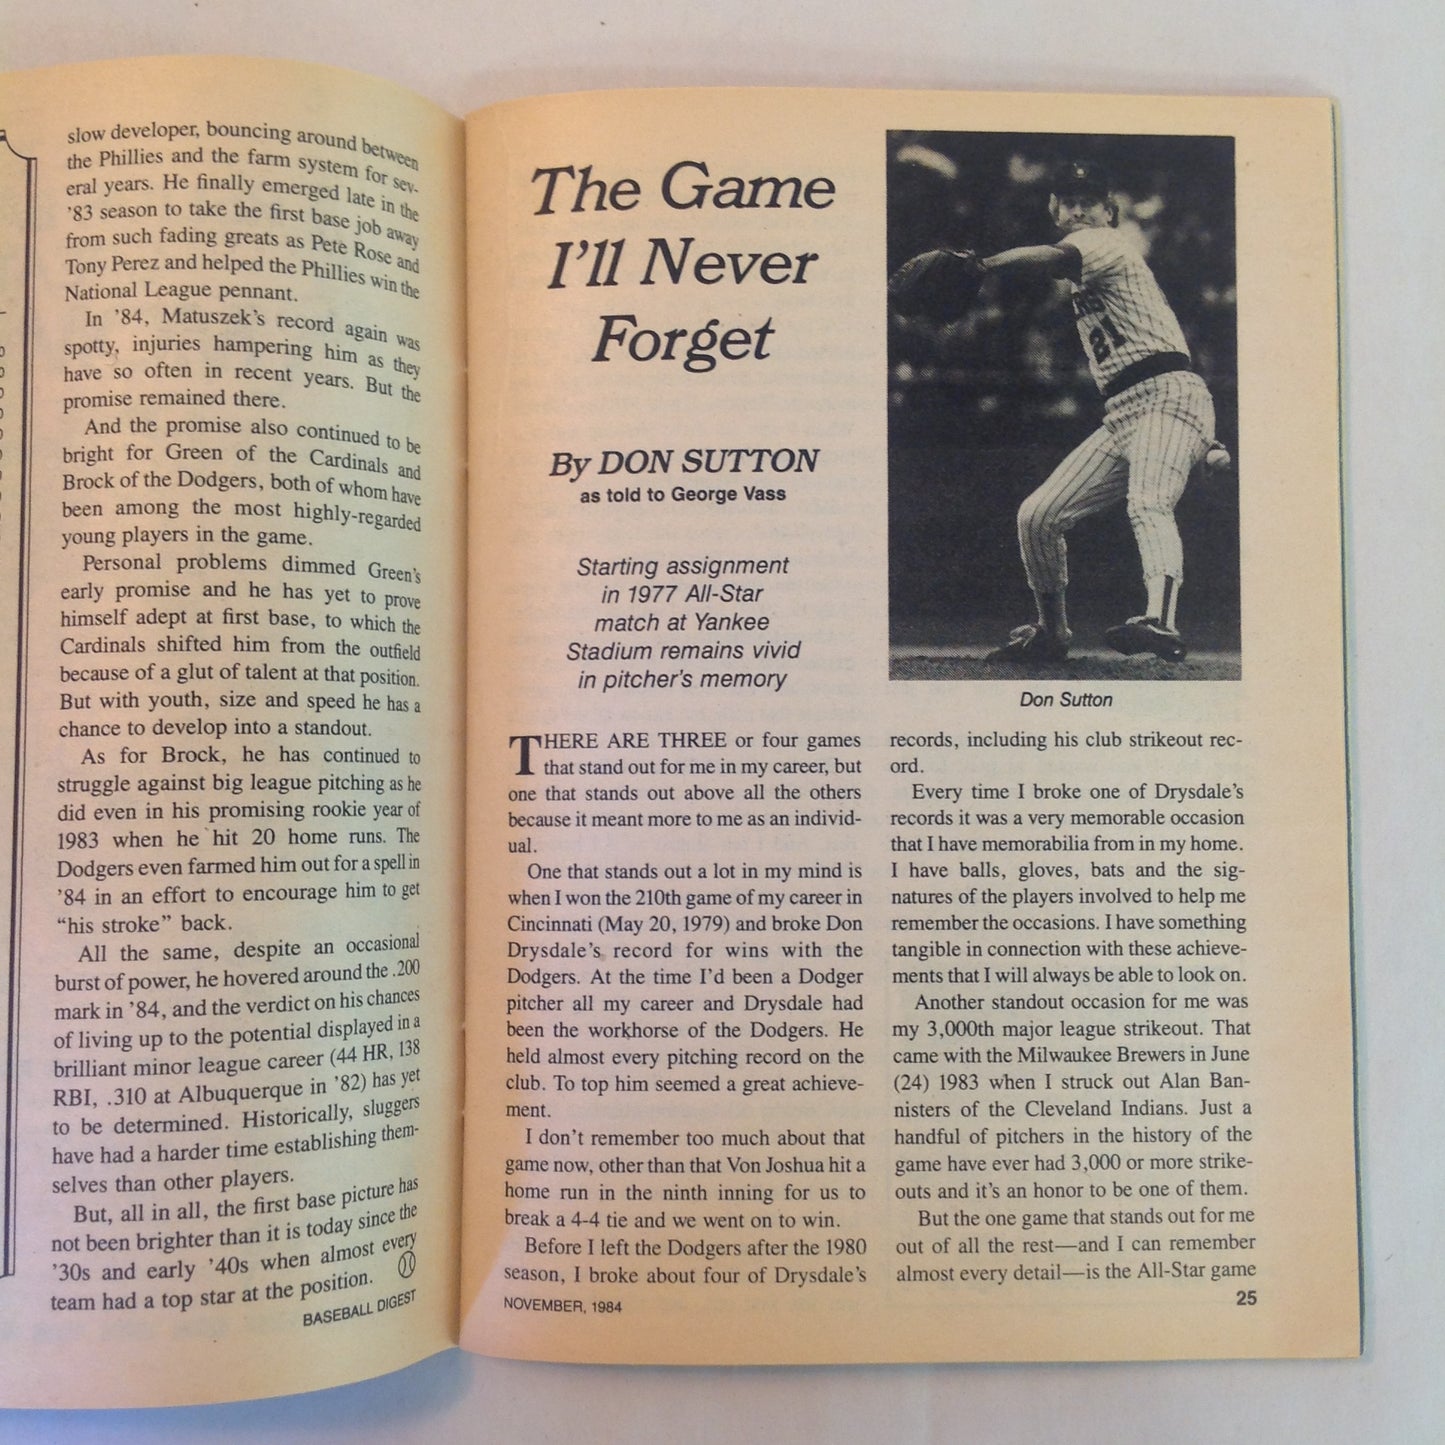 slow developer, bouncing around between
the Phillies and the farm system for sev-
eral years. He finally emerged late in the
'83 season to take the first base job away
from such fading greats as Pete Rose and
Tony Perez and helped the Phillies win the
National League pennant.
In '84, Matuszek's record again was
spotty, injuries hampering him as they
have so often in recent years. But the
promise remained there.
And the promise also continued to be
bright for Green of the Cardinals and
Brock of the Dodgers, both of whom have
been among the most highly-regarded
young players in the game.
Personal problems dimmed Green's
early promise and he has yet to prove
himself adept at first base, to which the
Cardinals shifted him from the outfield
because of a glut of talent at that position.
But with youth, size and speed he has a
chance to develop into a standout.
As for Brock, he has continued to
struggle against big league pitching as he
did even in his promising rookie year of
1983 when he hit 20 home runs. The
Dodgers even farmed him out for a spell in
'84 in an effort to encourage him to get
“his stroke” back.
All the same, despite an occasional
burst of power, he hovered around the .200
mark in '84, and the verdict on his chances
of living up to the potential displayed in a
brilliant minor league career (44 HR, 138
RBI, .310 at Albuquerque in '82) has yet
to be determined. Historically, sluggers
have had a harder time establishing them-
selves than other players.
But, all in all, the first base picture has
not been brighter than it is today since the
'30s and early '40s when almost every
team had a top star at the position.
BASEBALL DIGEST
The Game
I'll Never
Forget
By DON SUTTON
as told to George Vass
Starting assignment
in 1977 All-Star
match at Yankee
Stadium remains vivid
in pitcher's memory
21
Don Sutton
THERE ARE THREE or four games
that stand out for me in my career, but
one that stands out above all the others
because it meant more to me as an individ-
ual.
One that stands out a lot in my mind is
when I won the 210th game of my career in
Cincinnati (May 20, 1979) and broke Don
Drysdale's record for wins with the
Dodgers. At the time I'd been a Dodger
pitcher all my career and Drysdale had
been the workhorse of the Dodgers. He
held almost every pitching record on the
club. To top him seemed a great achieve-
ment.
I don't remember too much about that
game now, other than that Von Joshua hit a
home run in the ninth inning for us to
break a 4-4 tie and we went on to win.
Before I left the Dodgers after the 1980
season, I broke about four of Drysdale's
records, including his club strikeout rec-
ord.
Every time I broke one of Drysdale's
records it was a very memorable occasion
that I have memorabilia from in my home.
I have balls, gloves, bats and the sig-
natures of the players involved to help me
remember the occasions. I have something
tangible in connection with these achieve-
ments that I will always be able to look on.
Another standout occasion for me was
my 3,000th major league strikeout. That
came with the Milwaukee Brewers in June
(24) 1983 when I struck out Alan Ban-
nisters of the Cleveland Indians. Just a
handful of pitchers in the history of the
game have ever had 3,000 or more strike-
outs and it's an honor to be one of them.
But the one game that stands out for me
out of all the rest—and I can remember
almost every detail—is the All-Star game
NOVEMBER, 1984
25